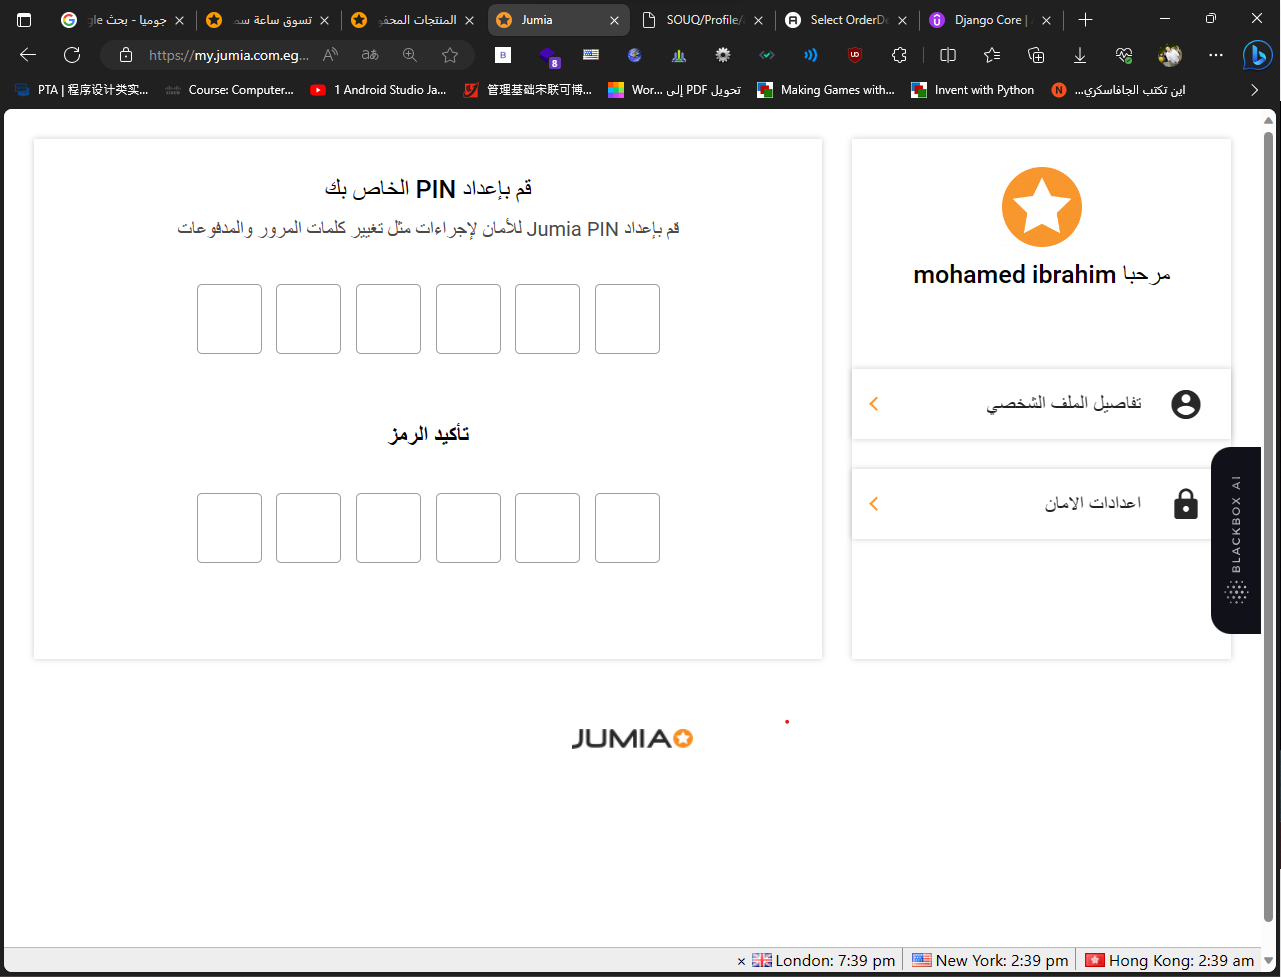 جوميا - بحث gle
تسوق ساعة سم
المنتجات المحفو
Jumia
SOUQ/Profile/
Select OrderDe
Django Core |
https://my.jumia.com.eg...
PTA | 程序设计类实...
Course: Computer...
1 Android Studio Ja...
管理基础宋联可博...
تحويل PDF إلى Wor...
Making Games with...
Invent with Python
اين تكتب الجافاسكري...
قم بإعداد PIN الخاص بك
قم بإعداد Jumia PIN للأمان لإجراءات مثل تغيير كلمات المرور والمدفوعات
تأكيد الرمز
مرحبا mohamed ibrahim
تفاصيل الملف الشخصي
اعدادات الامان
BLACKBOX AI
JUMIA
× London: 7:39 pm
New York: 2:39 pm
Hong Kong: 2:39 am